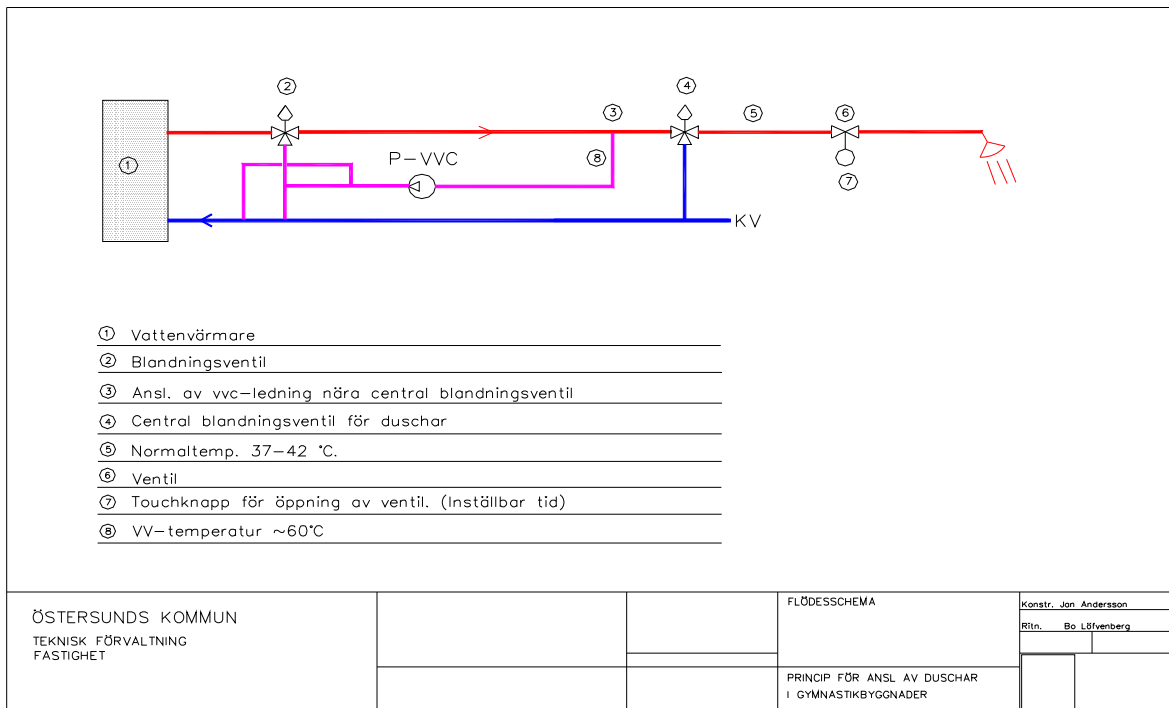 ② ④
③ ⑤ ⑥
P-VVC ⑧
① ⑦
KV
① Vattenvärmare
② Blandningsventil
③ Ansl. av vvc-ledning nära central blandningsventil
④ Central blandningsventil för duschar
⑤ Normaltemp. 37-42 °C.
⑥ Ventil
⑦ Touchknapp för öppning av ventil. (Inställbar tid)
⑧ VV-temperatur ~60°C
ÖSTERSUNDS KOMMUN
TEKNISK FÖRVALTNING
FASTIGHET
FLÖDESSCHEMA
PRINCIP FÖR ANSL AV DUSCHAR
I GYMNASTIKBYGGNADER
Konstr. Jan Andersson
Ritn. Bo Löfvenberg